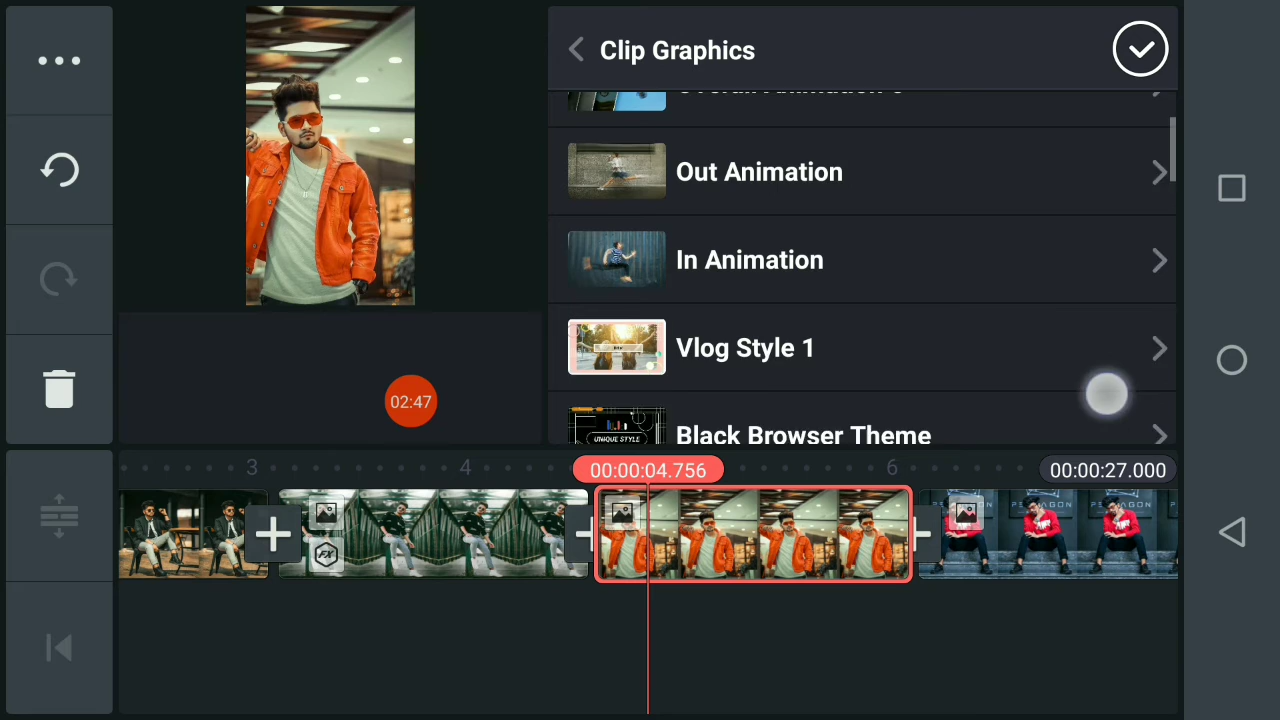 Clip Graphics
Out Animation
In Animation
Vlog Style 1
Black Browser Theme
UNIQUE STYLE
02:47
3
4
00:00:04.756
6
00:00:27.000
FX